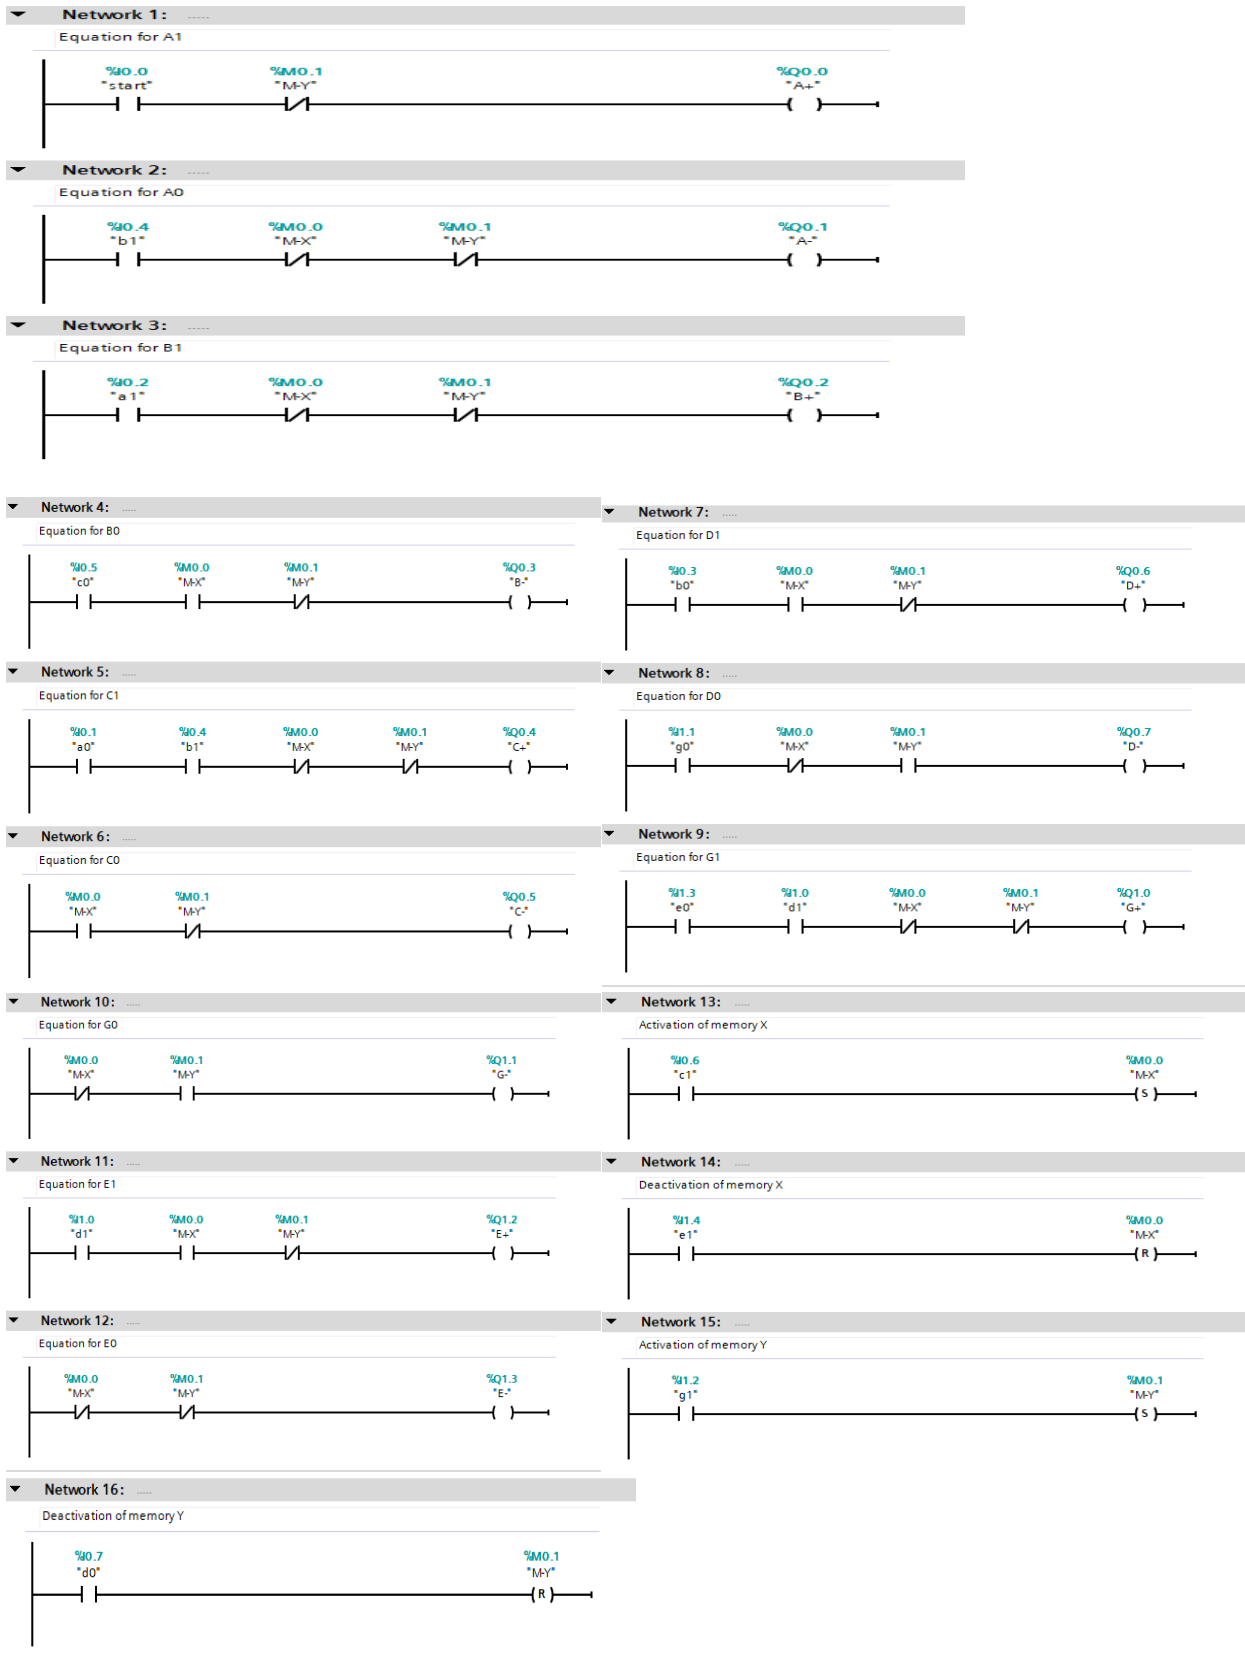 Network 1: .....
Equation for A1
%I0.0 %M0.1 %Q0.0
"start" "M-Y" "A+"
Network 2: .....
Equation for A0
%I0.4 %M0.0 %M0.1 %Q0.1
"b1" "M-X" "M-Y" "A-"
Network 3: .....
Equation for B1
%I0.2 %M0.0 %M0.1 %Q0.2
"a1" "M-X" "M-Y" "B+"
Network 4: .....
Equation for B0
%I0.5 %M0.0 %M0.1 %Q0.3
"c0" "M-X" "M-Y" "B-"
Network 5: .....
Equation for C1
%I0.1 %I0.4 %M0.0 %M0.1 %Q0.4
"a0" "b1" "M-X" "M-Y" "C+"
Network 6: .....
Equation for C0
%M0.0 %M0.1 %Q0.5
"M-X" "M-Y" "C-"
Network 7: .....
Equation for D1
%I0.3 %M0.0 %M0.1 %Q0.6
"b0" "M-X" "M-Y" "D+"
Network 8: .....
Equation for D0
%I1.1 %M0.0 %M0.1 %Q0.7
"g0" "M-X" "M-Y" "D-"
Network 9: .....
Equation for G1
%I1.3 %I1.0 %M0.0 %M0.1 %Q1.0
"e0" "d1" "M-X" "M-Y" "G+"
Network 10: .....
Equation for G0
%M0.0 %M0.1 %Q1.1
"M-X" "M-Y" "G-"
Network 11: .....
Equation for E1
%I1.0 %M0.0 %M0.1 %Q1.2
"d1" "M-X" "M-Y" "E+"
Network 12: .....
Equation for E0
%M0.0 %M0.1 %Q1.3
"M-X" "M-Y" "E-"
Network 13: .....
Activation of memory X
%I0.6 %M0.0
"c1" "M-X"
S
Network 14: .....
Deactivation of memory X
%I1.4 %M0.0
"e1" "M-X"
R
Network 15: .....
Activation of memory Y
%I1.2 %M0.1
"g1" "M-Y"
S
Network 16: .....
Deactivation of memory Y
%I0.7 %M0.1
"d0" "M-Y"
R